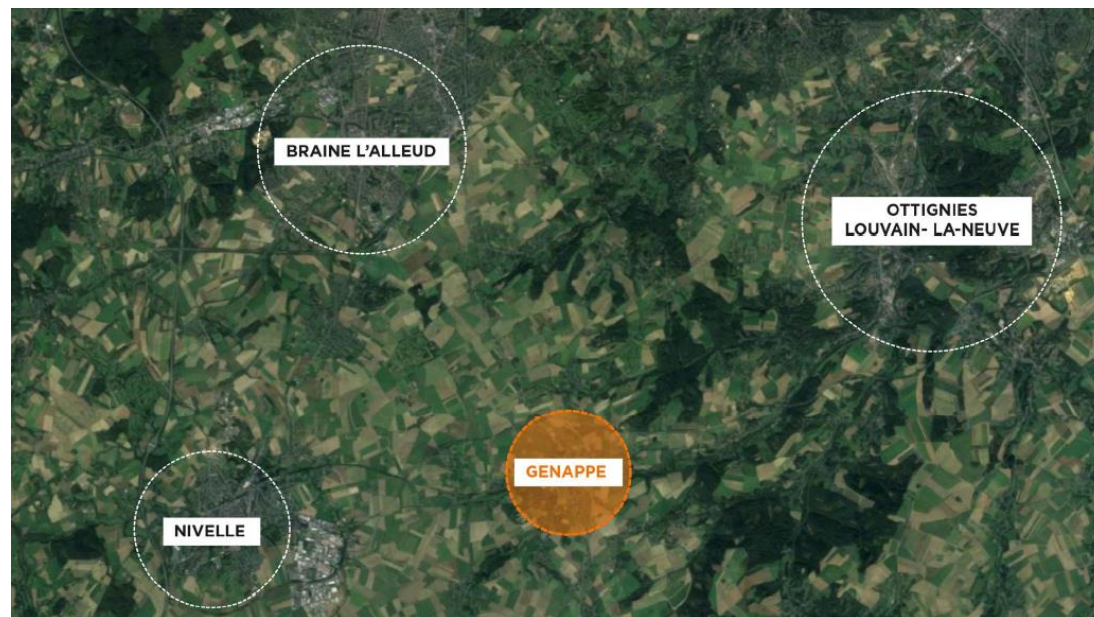 BRAINE L'ALLEUD
OTTIGNIES
LOUVAIN- LA-NEUVE
GENAPPE
NIVELLE